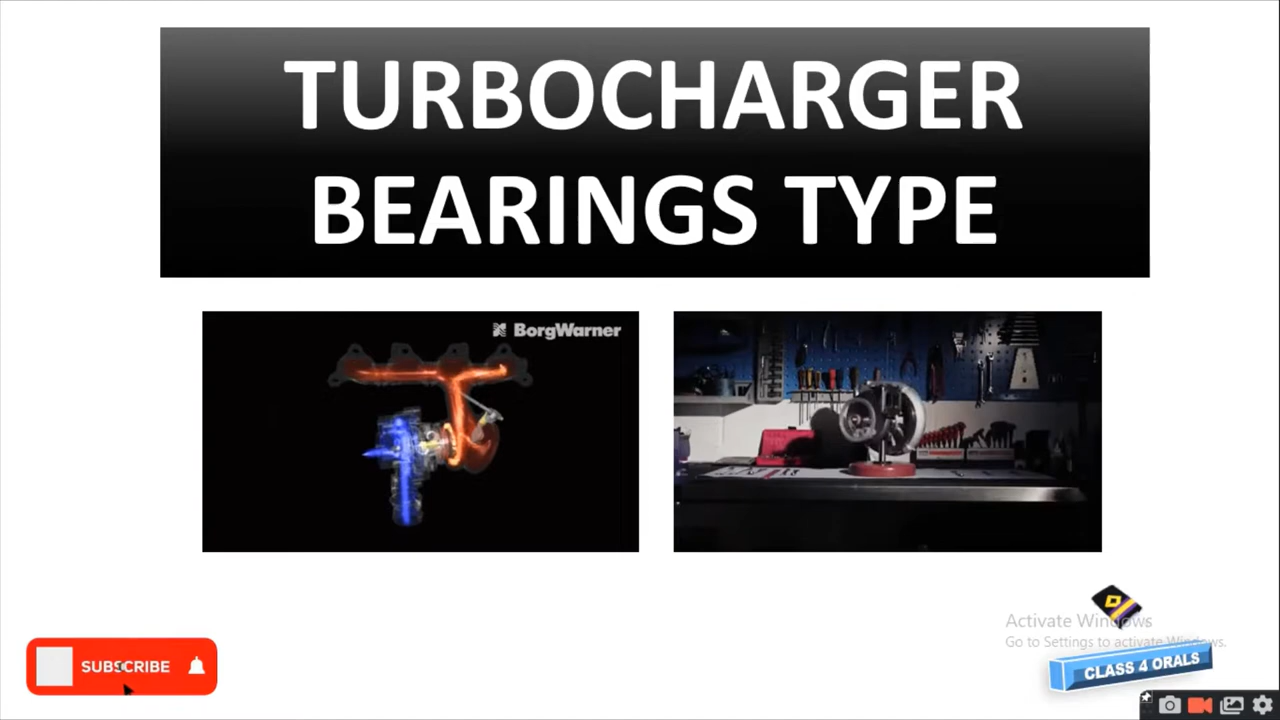 TURBOCHARGER
BEARINGS TYPE
BorgWarner
Activate Windows
Go to Settings to activate Windows.
SUBSCRIBE
CLASS 4 ORALS